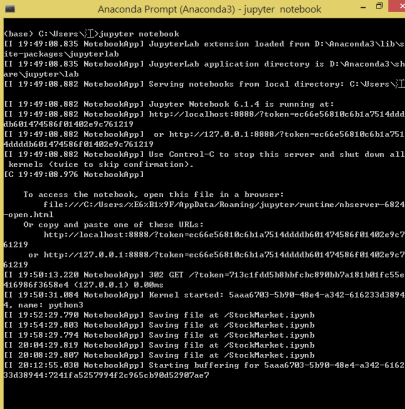 Anaconda Prompt (Anaconda3) - jupyter notebook
(base) C:\Users\江>jupyter notebook
[I 19:49:08.835 NotebookApp] JupyterLab extension loaded from D:\Anaconda3\lib\s
ite-packages\jupyterlab
[I 19:49:08.835 NotebookApp] JupyterLab application directory is D:\Anaconda3\sh
are\jupyter\lab
[I 19:49:08.882 NotebookApp] Serving notebooks from local directory: C:\Users\江
[I 19:49:08.882 NotebookApp] Jupyter Notebook 6.1.4 is running at:
[I 19:49:08.882 NotebookApp] http://localhost:8888/?token=ec66e56810c6b1a7514ddd
ddb601474586f01402e9c761219
[I 19:49:08.882 NotebookApp]  or http://127.0.0.1:8888/?token=ec66e56810c6b1a751
4ddddb601474586f01402e9c761219
[I 19:49:08.882 NotebookApp] Use Control-C to stop this server and shut down all
kernels (twice to skip confirmation).
[C 19:49:08.976 NotebookApp]
To access the notebook, open this file in a browser:
file:///C:/Users/%E6%B1%9F/AppData/Roaming/jupyter/runtime/nbserver-6824
-open.html
Or copy and paste one of these URLs:
http://localhost:8888/?token=ec66e56810c6b1a7514ddddb601474586f01402e9c7
61219
or http://127.0.0.1:8888/?token=ec66e56810c6b1a7514ddddb601474586f01402e9c7
61219
[I 19:50:13.220 NotebookApp] 302 GET /?token=713c1fdd5b8bbfcbc890bb7a181b01fc55e
416986f3658e4 (127.0.0.1) 0.00ms
[I 19:50:31.084 NotebookApp] Kernel started: 5aaa6703-5b90-48e4-a342-616233d3894
4, name: python3
[I 19:52:29.790 NotebookApp] Saving file at /StockMarket.ipynb
[I 19:54:29.803 NotebookApp] Saving file at /StockMarket.ipynb
[I 19:58:29.794 NotebookApp] Saving file at /StockMarket.ipynb
[I 20:04:29.819 NotebookApp] Saving file at /StockMarket.ipynb
[I 20:08:29.807 NotebookApp] Saving file at /StockMarket.ipynb
[I 20:12:55.030 NotebookApp] Starting buffering for 5aaa6703-5b90-48e4-a342-6162
33d38944:7241fa5257994f2c965cb90d52907ae7